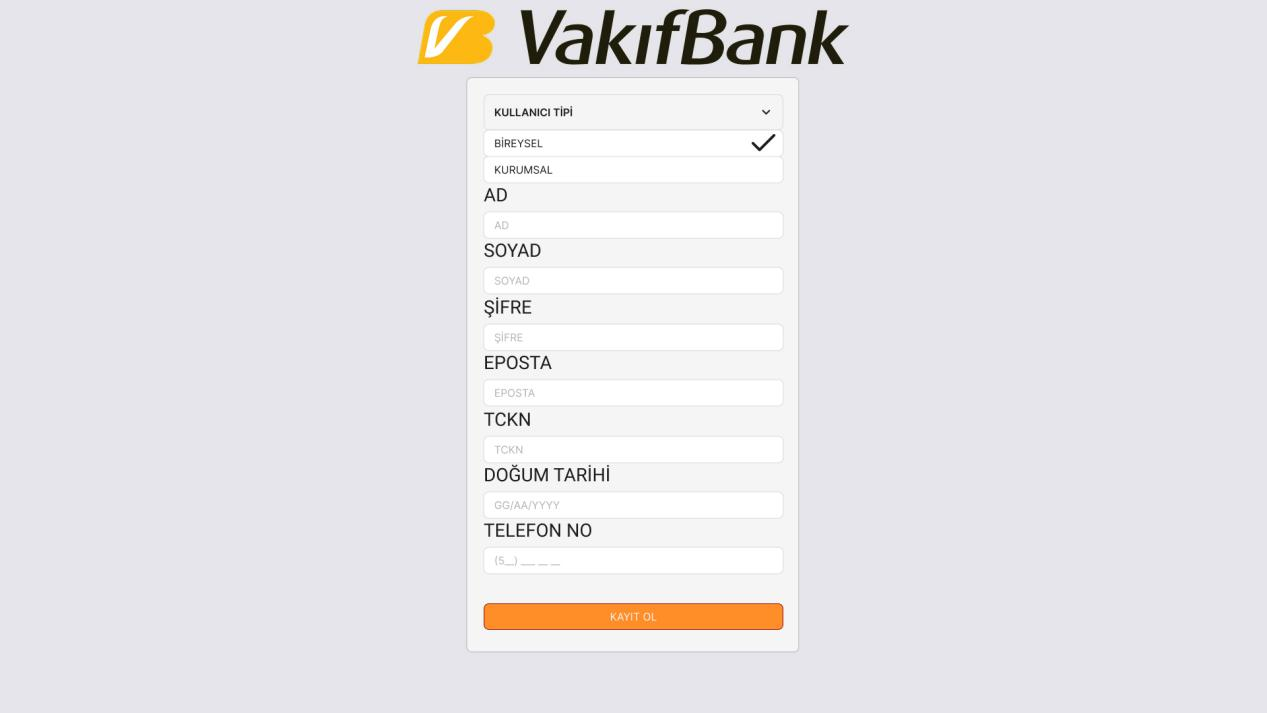 VakıfBank
KULLANICI TİPİ
BİREYSEL
KURUMSAL
AD
AD
SOYAD
SOYAD
ŞİFRE
ŞİFRE
EPOSTA
EPOSTA
TCKN
TCKN
DOĞUM TARİHİ
GG/AA/YYYY
TELEFON NO
(5__) ___ __ __
KAYIT OL